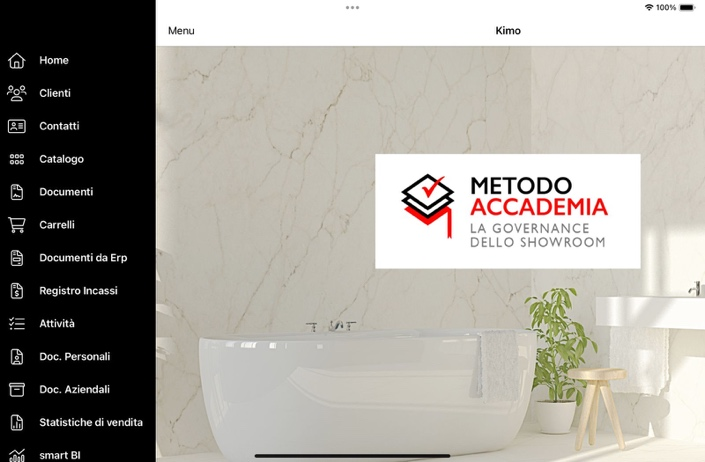 100%
Menu
Kimo
Home
Clienti
Contatti
Catalogo
Documenti
Carrelli
Documenti da Erp
Registro Incassi
Attività
Doc. Personali
Doc. Aziendali
Statistiche di vendita
smart BI
METODO
ACCADEMIA
LA GOVERNANCE
DELLO SHOWROOM